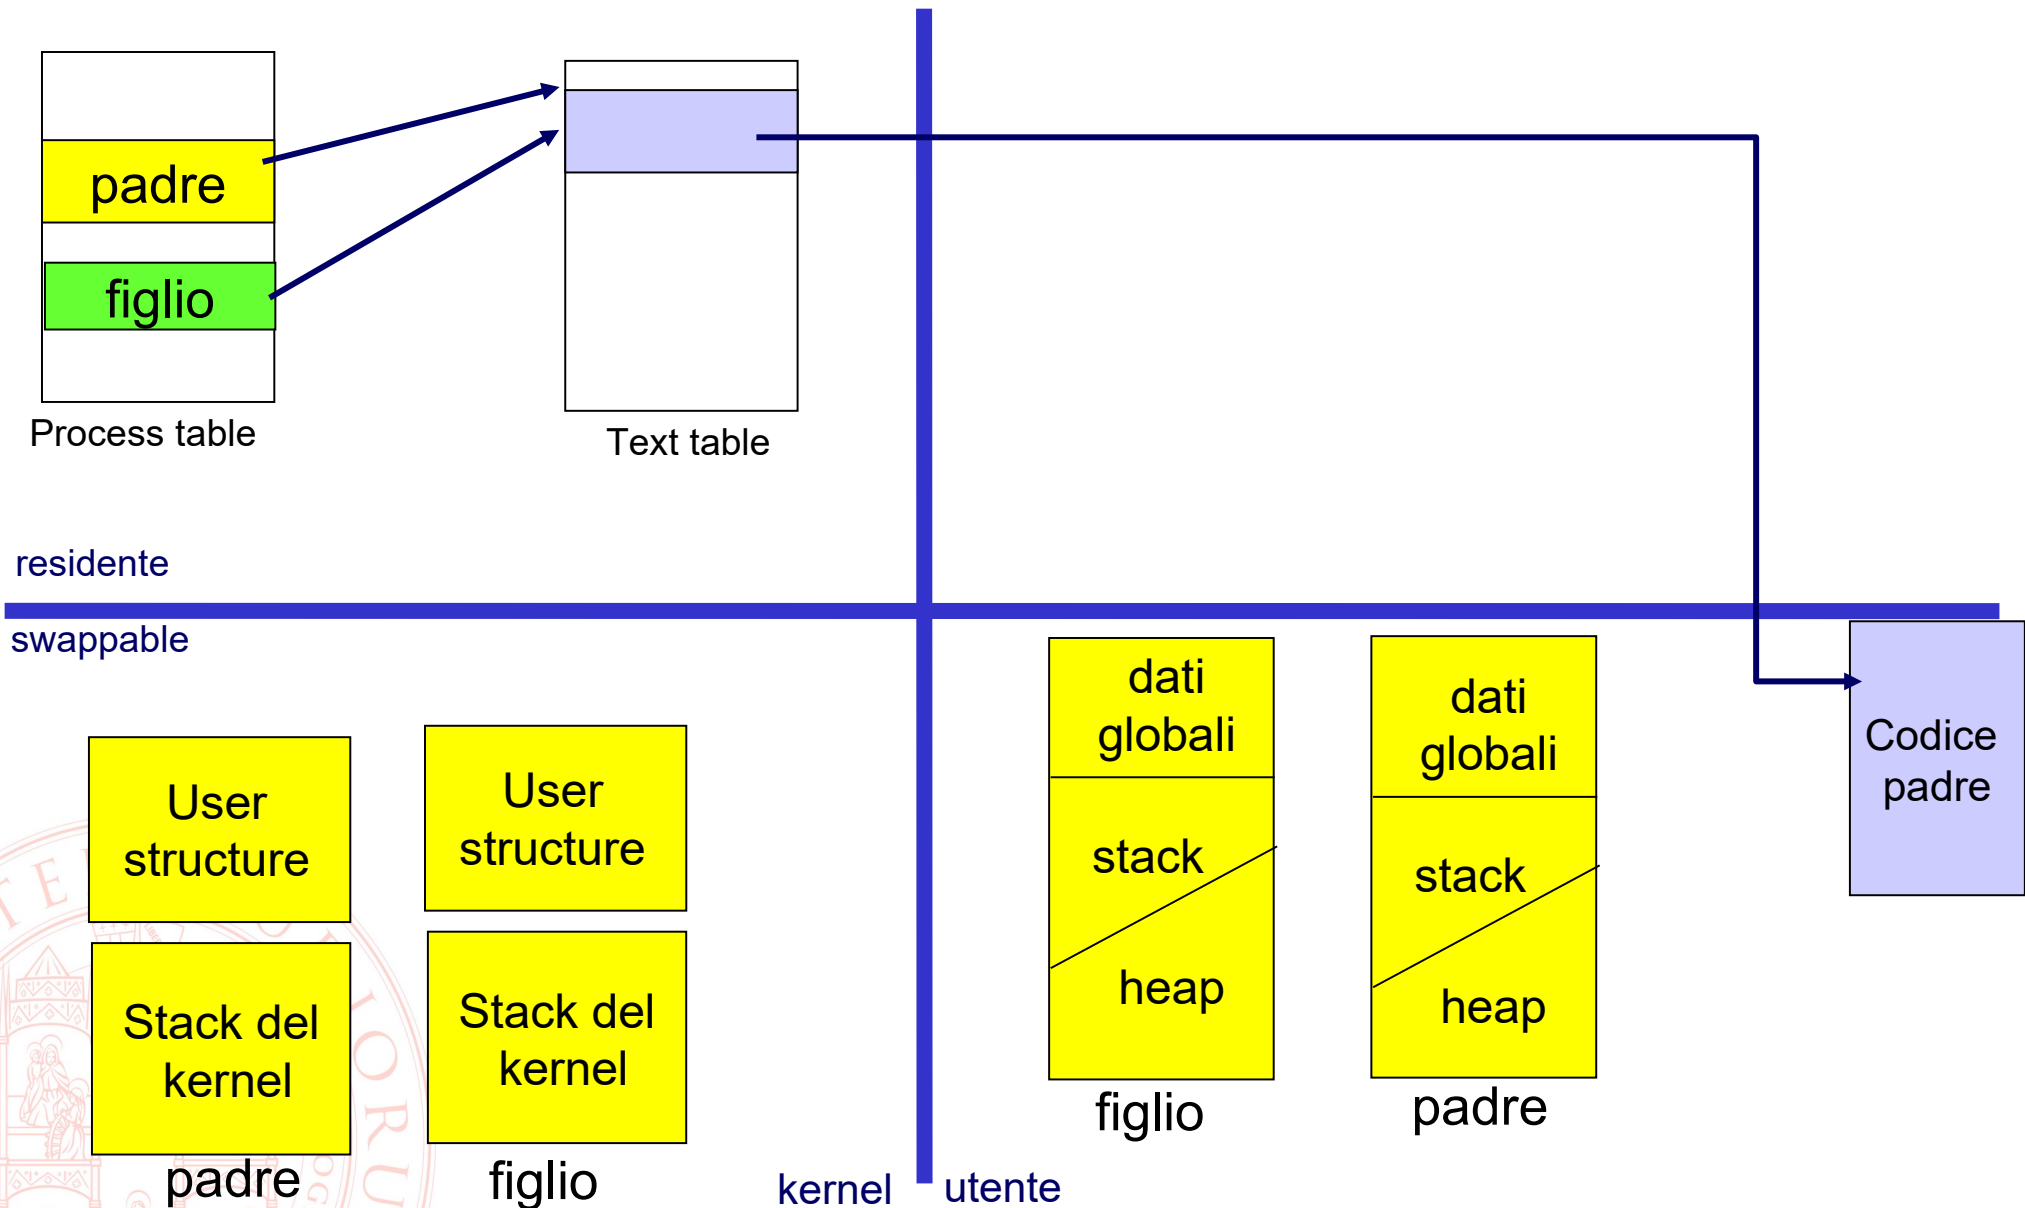 padre
figlio
Process table
Text table
residente
swappable
User
structure
Stack del
kernel
padre
User
structure
Stack del
kernel
figlio
kernel
utente
dati
globali
stack
heap
figlio
dati
globali
stack
heap
padre
Codice
padre